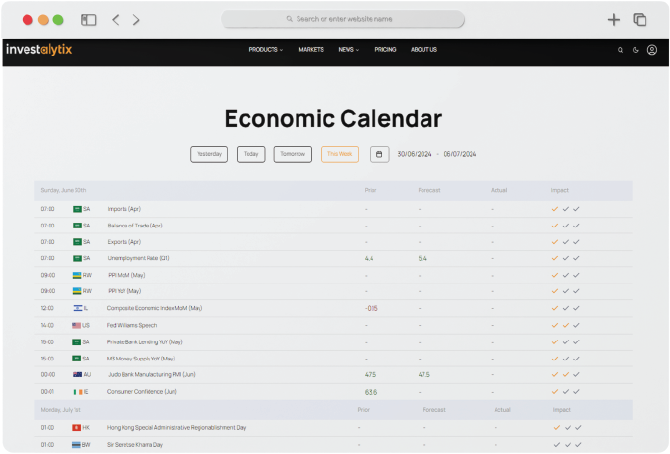 Search or enter website name
investalytix PRODUCTS MARKETS NEWS PRICING ABOUT US
Economic Calendar
Yesterday Today Tomorrow This Week 30/06/2024 - 06/07/2024
Sunday, June 10th Prior Forecast Actual Impact
07:00 SA Imports (Apr) - - -
07:00 SA Balance of Trade (Apr) - - -
07:00 SA Exports (Apr) - - -
07:00 SA Unemployment Rate (Q1) 4.4 5.4 -
09:00 RW PPI MoM (May) - - -
09:00 RW PPI YoY (May) - - -
12:00 IL Composite Economic Index MoM (May) -0.15 - -
14:00 US Fed Williams Speech - - -
SA Private Bank Lending YoY (May) - - -
SA M3 Money Supply YoY (May) - - -
00:00 AU Judo Bank Manufacturing PMI (Jun) 47.5 47.5 -
00:01 IE Consumer Confidence (Jun) 63.6 - -
Monday, July 1st Prior Forecast Actual Impact
01:00 HK Hong Kong Special Administrative Region Day - - -
01:00 BW Sir Seretse Khama Day - - -